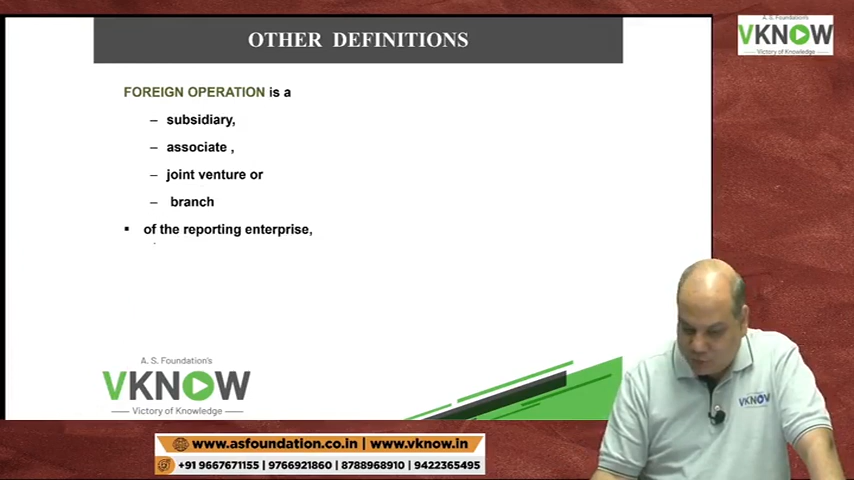 OTHER DEFINITIONS
A. S. Foundation's
VKNOW
Victory of Knowledge
FOREIGN OPERATION is a
– subsidiary,
– associate ,
– joint venture or
– branch
▪ of the reporting enterprise,
A. S. Foundation's
VKNOW
— Victory of Knowledge —
VKNOW
www.asfoundation.co.in | www.vknow.in
+91 9667671155 | 9766921860 | 8788968910 | 9422365495